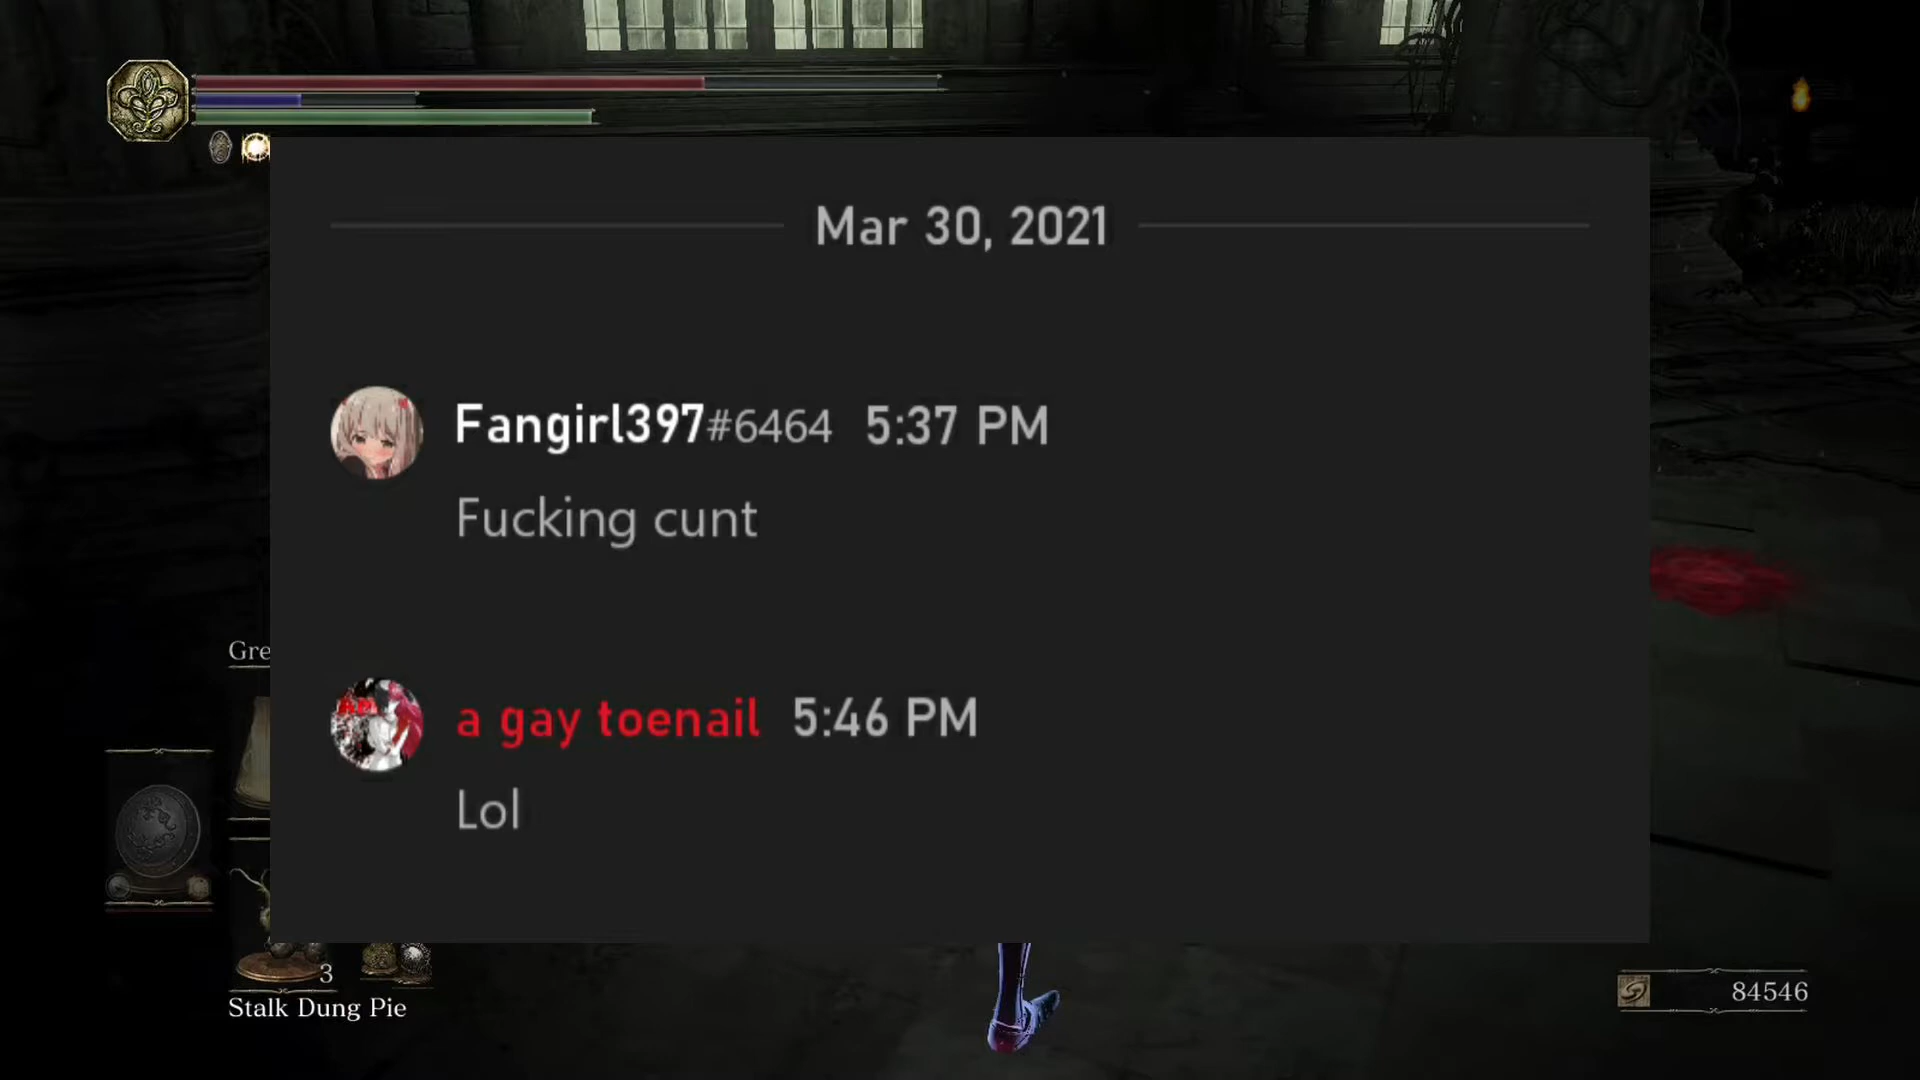 Mar 30, 2021
Fangirl397#6464 5:37 PM
Fucking cunt
Gre
a gay toenail 5:46 PM
Lol
3
Stalk Dung Pie
84546